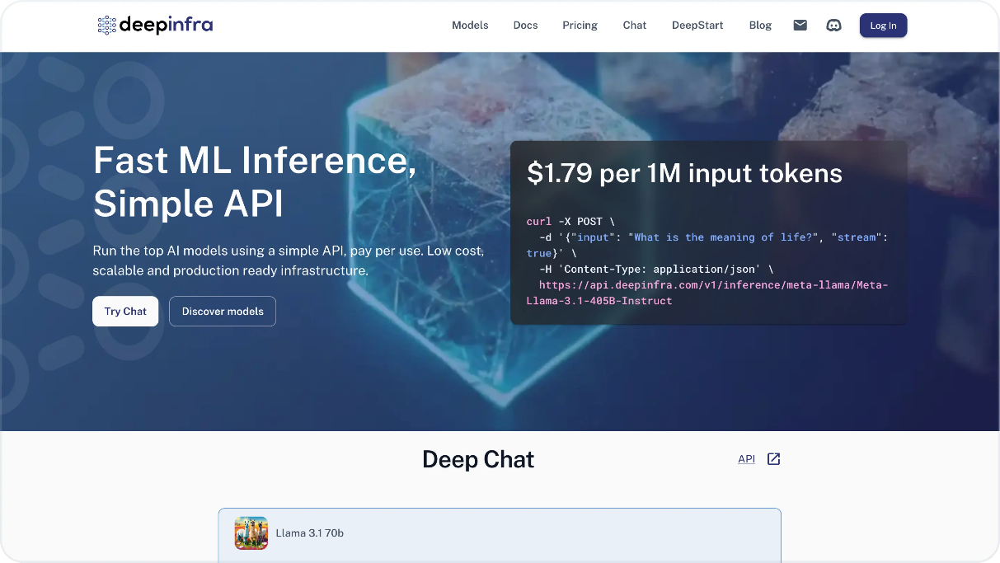 deepinfra
Models Docs Pricing Chat DeepStart Blog Log In
Fast ML Inference,
Simple API
Run the top AI models using a simple API, pay per use. Low cost,
scalable and production ready infrastructure.
Try Chat Discover models
$1.79 per 1M input tokens
curl -X POST \
-d '{"input": "What is the meaning of life?", "stream":
true}' \
-H 'Content-Type: application/json' \
https://api.deepinfra.com/v1/inference/meta-llama/Meta-
Llama-3.1-405B-Instruct
Deep Chat
API
Llama 3.1 70b